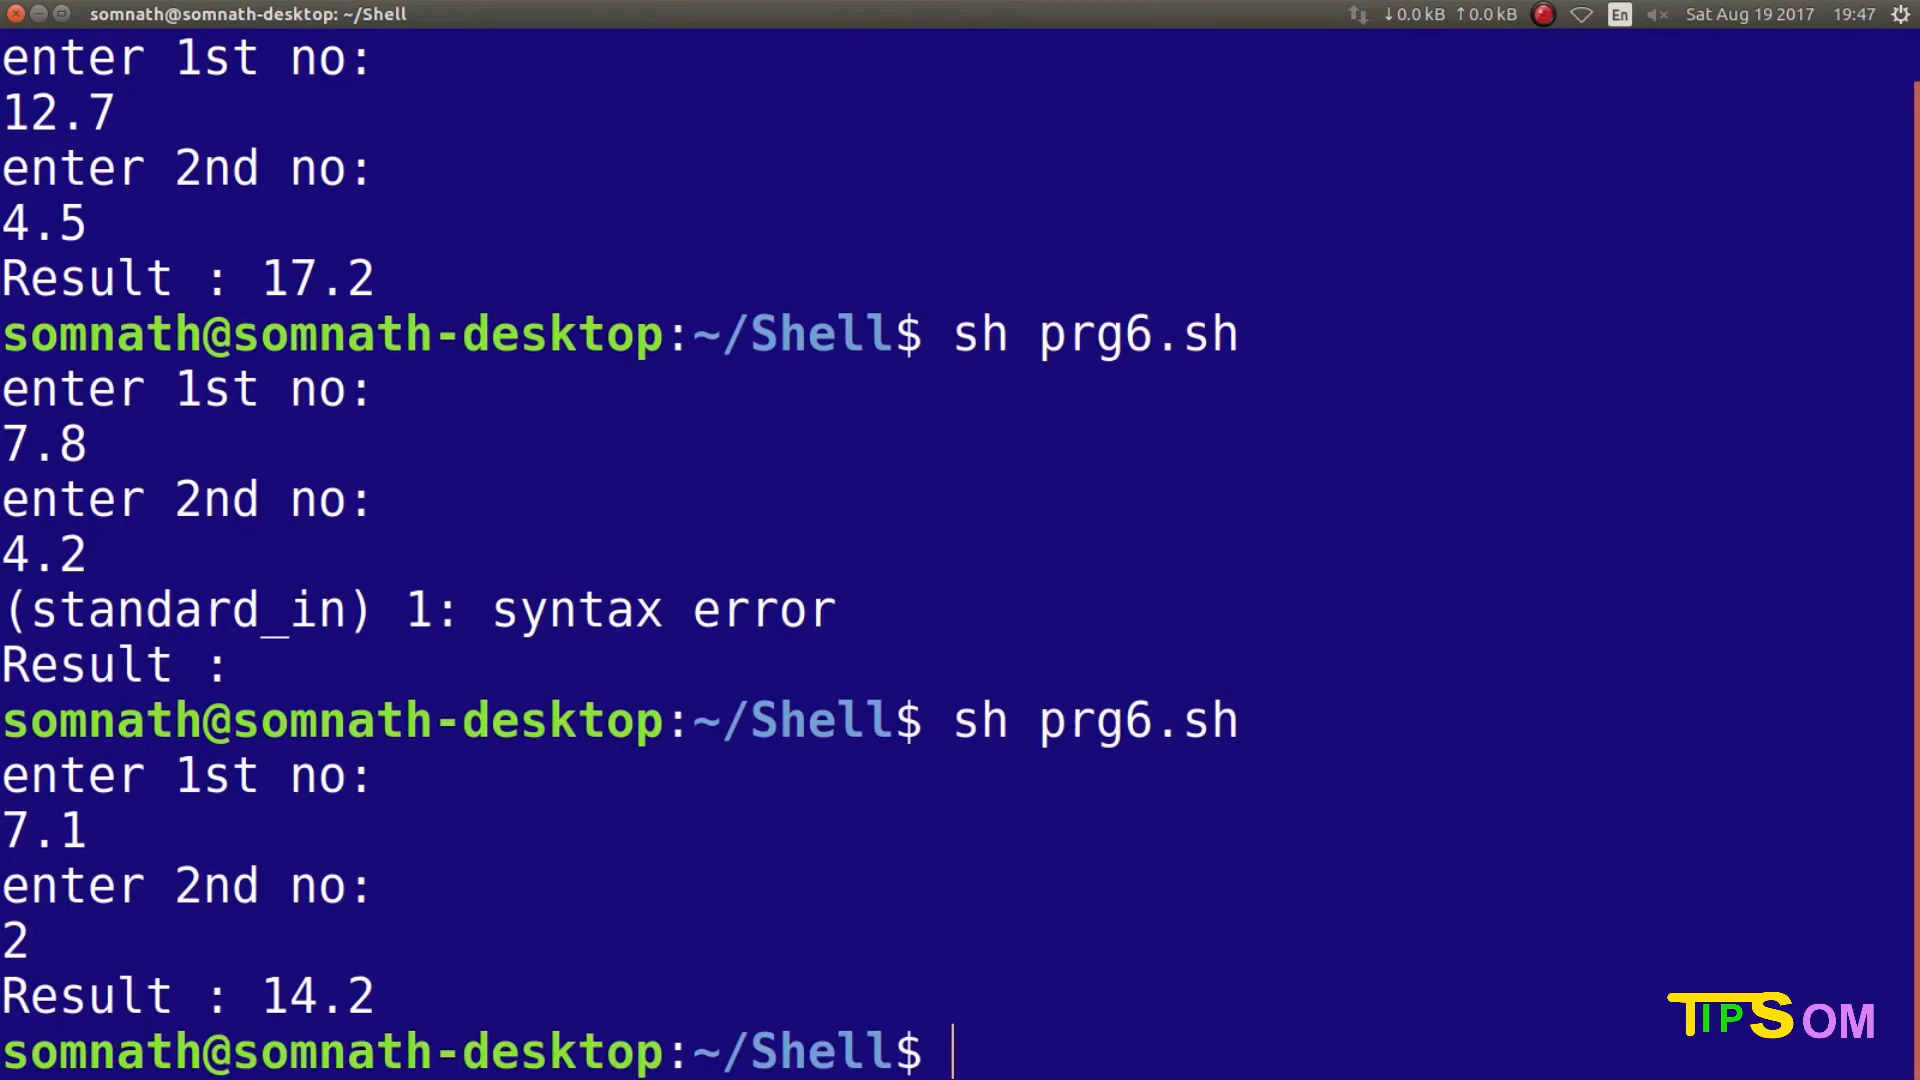 somnath@somnath-desktop: ~/Shell
↓0.0 kB ↑0.0 kB En Sat Aug 19 2017 19:47
enter 1st no:
12.7
enter 2nd no:
4.5
Result : 17.2
somnath@somnath-desktop:~/Shell$ sh prg6.sh
enter 1st no:
7.8
enter 2nd no:
4.2
(standard_in) 1: syntax error
Result :
somnath@somnath-desktop:~/Shell$ sh prg6.sh
enter 1st no:
7.1
enter 2nd no:
2
Result : 14.2
somnath@somnath-desktop:~/Shell$
TIPSOM